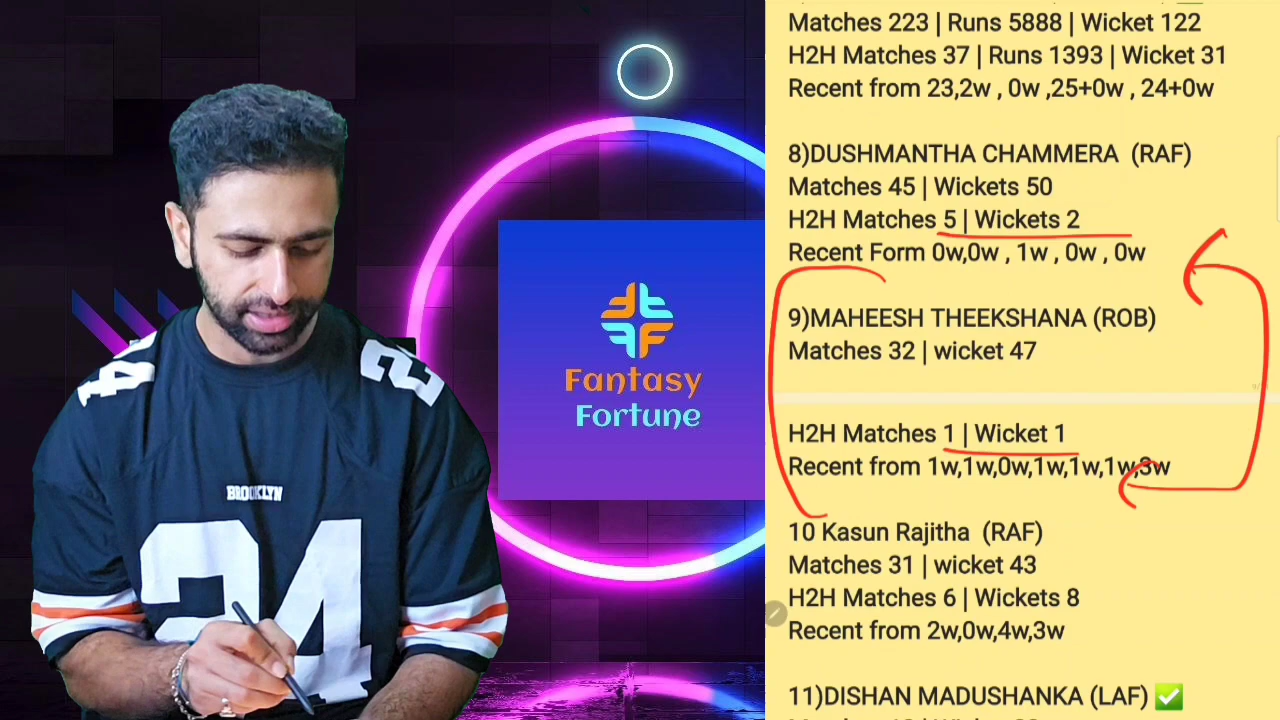 Matches 223 | Runs 5888 | Wicket 122
H2H Matches 37 | Runs 1393 | Wicket 31
Recent from 23,2w , 0w ,25+0w , 24+0w
8)DUSHMANTHA CHAMMERA (RAF)
Matches 45 | Wickets 50
H2H Matches 5 | Wickets 2
Recent Form 0w,0w , 1w , 0w , 0w
9)MAHEESH THEEKSHANA (ROB)
Matches 32 | wicket 47
H2H Matches 1 | Wicket 1
Recent from 1w,1w,0w,1w,1w,1w,3w
10 Kasun Rajitha (RAF)
Matches 31 | wicket 43
H2H Matches 6 | Wickets 8
Recent from 2w,0w,4w,3w
11)DISHAN MADUSHANKA (LAF) ✅
Fantasy
Fortune
BROOKLYN
24
24
2